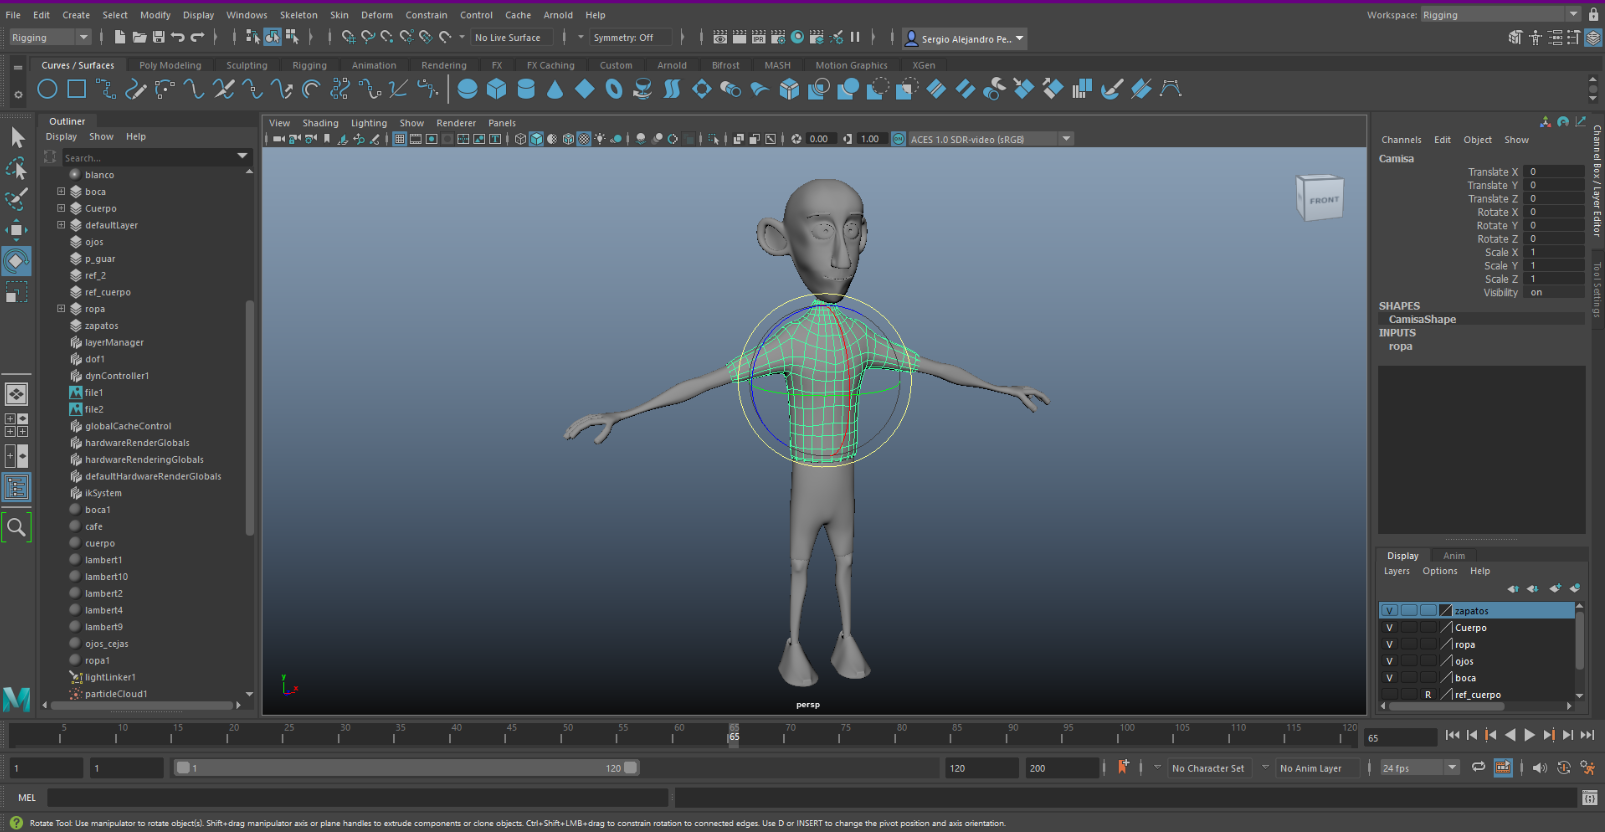 File Edit Create Select Modify Display Windows Skeleton Skin Deform Constrain Control Cache Arnold Help
Workspace: Rigging
Rigging
No Live Surface
Symmetry: Off
Sergio Alejandro Pe..
Curves / Surfaces Poly Modeling Sculpting Rigging Animation Rendering FX FX Caching Custom Arnold Bifrost MASH Motion Graphics XGen
Outliner
Display Show Help
Search...
blanco
boca
Cuerpo
defaultLayer
ojos
p_guar
ref_2
ref_cuerpo
ropa
zapatos
layerManager
dof1
dynController1
file1
file2
globalCacheControl
hardwareRenderGlobals
hardwareRenderingGlobals
defaultHardwareRenderGlobals
ikSystem
boca1
cafe
cuerpo
lambert1
lambert10
lambert2
lambert4
lambert9
ojos_cejas
ropa1
lightLinker1
particleCloud1
View Shading Lighting Show Renderer Panels
0.00
1.00
ACES 1.0 SDR-video (sRGB)
FRONT
y
x
persp
Channels Edit Object Show
Camisa
Translate X 0
Translate Y 0
Translate Z 0
Rotate X 0
Rotate Y 0
Rotate Z 0
Scale X 1
Scale Y 1
Scale Z 1
Visibility on
SHAPES
CamisaShape
INPUTS
ropa
Channel Box / Layer Editor
Tool Settings
Display Anim
Layers Options Help
V zapatos
V Cuerpo
V ropa
V ojos
V boca
R ref_cuerpo
5 10 15 20 25 30 35 40 45 50 55 60 65 70 75 80 85 90 95 100 105 110 115 120
65
65
1 1 1 120 120 200
No Character Set
No Anim Layer
24 fps
MEL
Rotate Tool: Use manipulator to rotate object(s). Shift+drag manipulator axis or plane handles to extrude components or clone objects. Ctrl+Shift+LMB+drag to constrain rotation to connected edges. Use D or INSERT to change the pivot position and axis orientation.